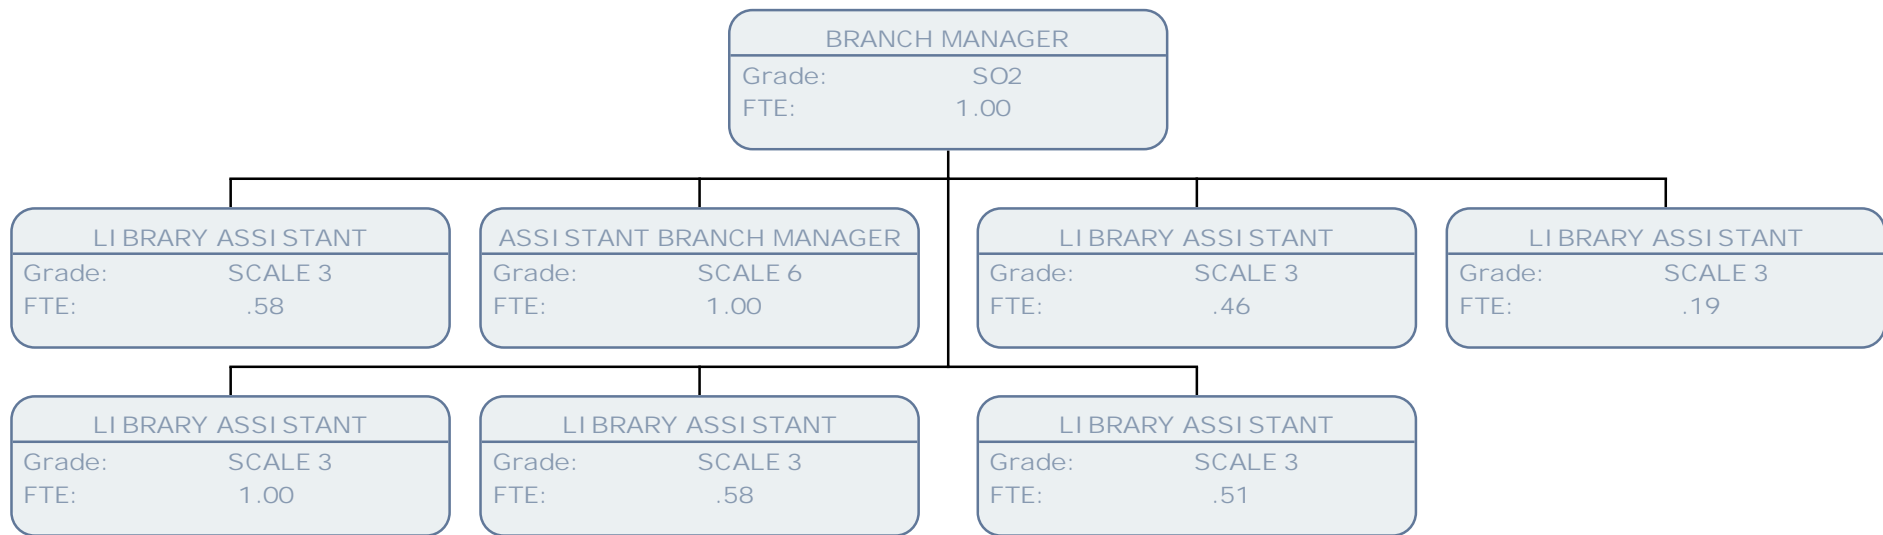 BRANCH MANAGER
Grade: SO2
FTE: 1.00
LIBRARY ASSISTANT
Grade: SCALE 3
FTE: .58
ASSISTANT BRANCH MANAGER
Grade: SCALE 6
FTE: 1.00
LIBRARY ASSISTANT
Grade: SCALE 3
FTE: .46
LIBRARY ASSISTANT
Grade: SCALE 3
FTE: .19
LIBRARY ASSISTANT
Grade: SCALE 3
FTE: 1.00
LIBRARY ASSISTANT
Grade: SCALE 3
FTE: .58
LIBRARY ASSISTANT
Grade: SCALE 3
FTE: .51